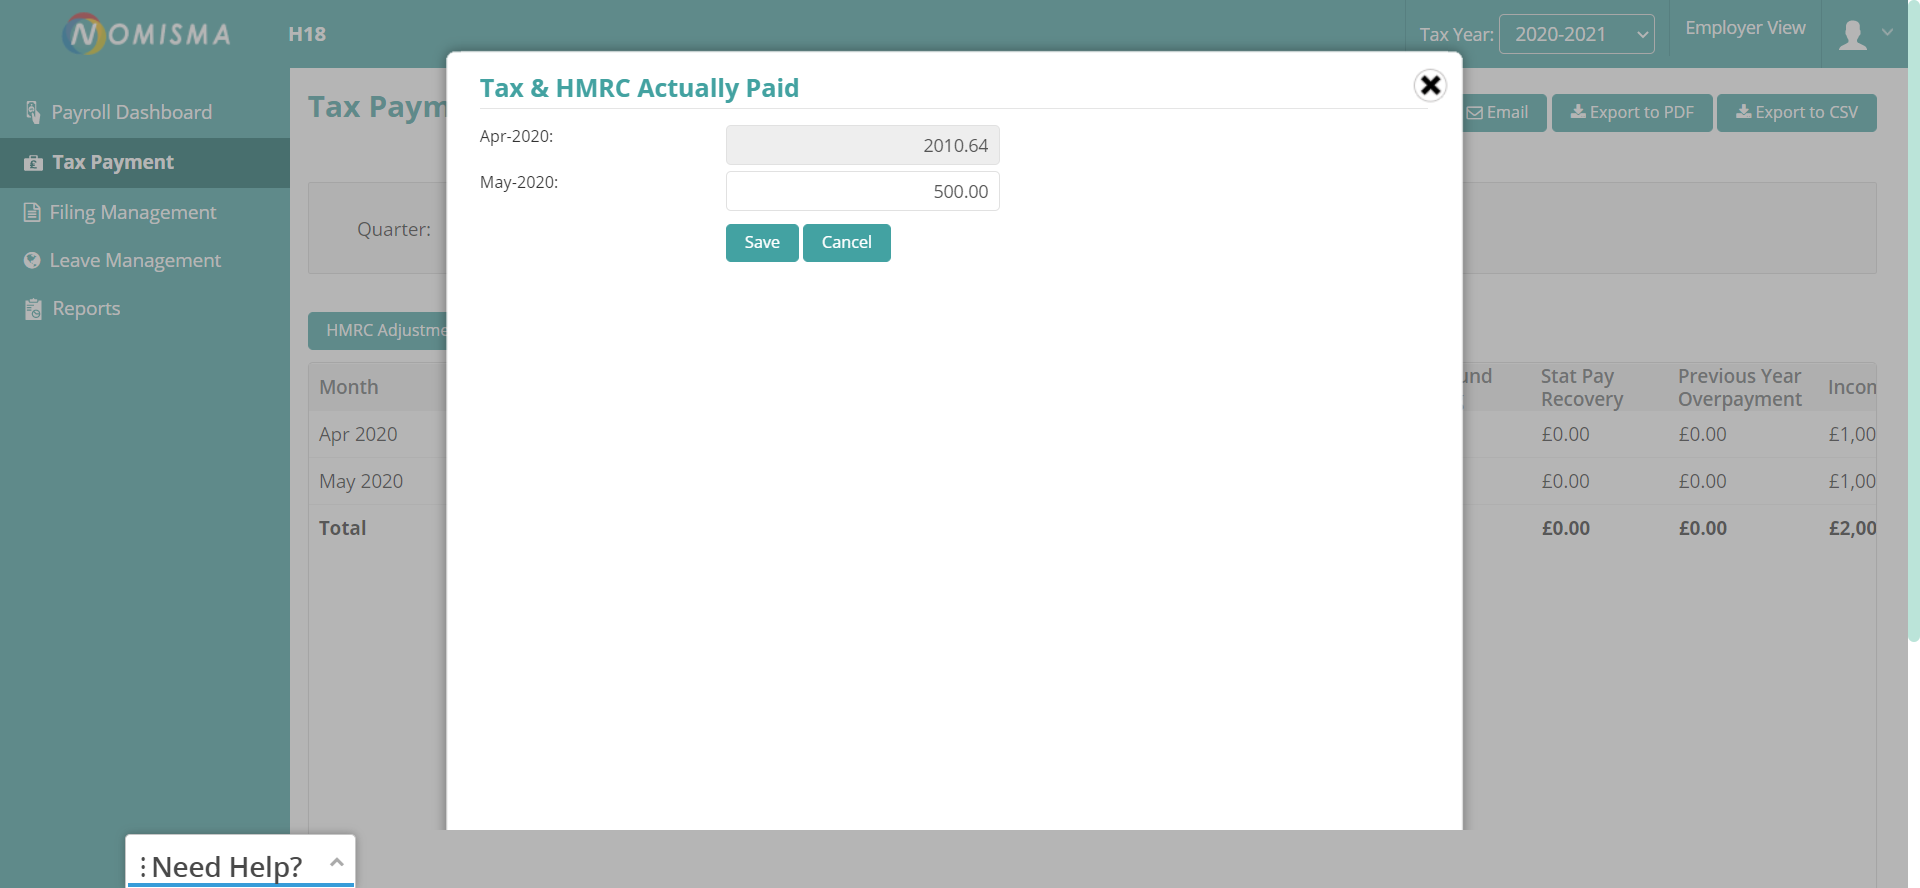 NOMISMA
H18
Tax Year: 2020-2021
Employer View
Payroll Dashboard
Tax Payment
Filing Management
Leave Management
Reports
Tax Paym
Email
Export to PDF
Export to CSV
Quarter:
HMRC Adjustme
Tax & HMRC Actually Paid
Apr-2020: 2010.64
May-2020: 500.00
Save Cancel
Month und Stat Pay Recovery Previous Year Overpayment Incom
Apr 2020 £0.00 £0.00 £1,00
May 2020 £0.00 £0.00 £1,00
Total £0.00 £0.00 £2,00
Need Help?